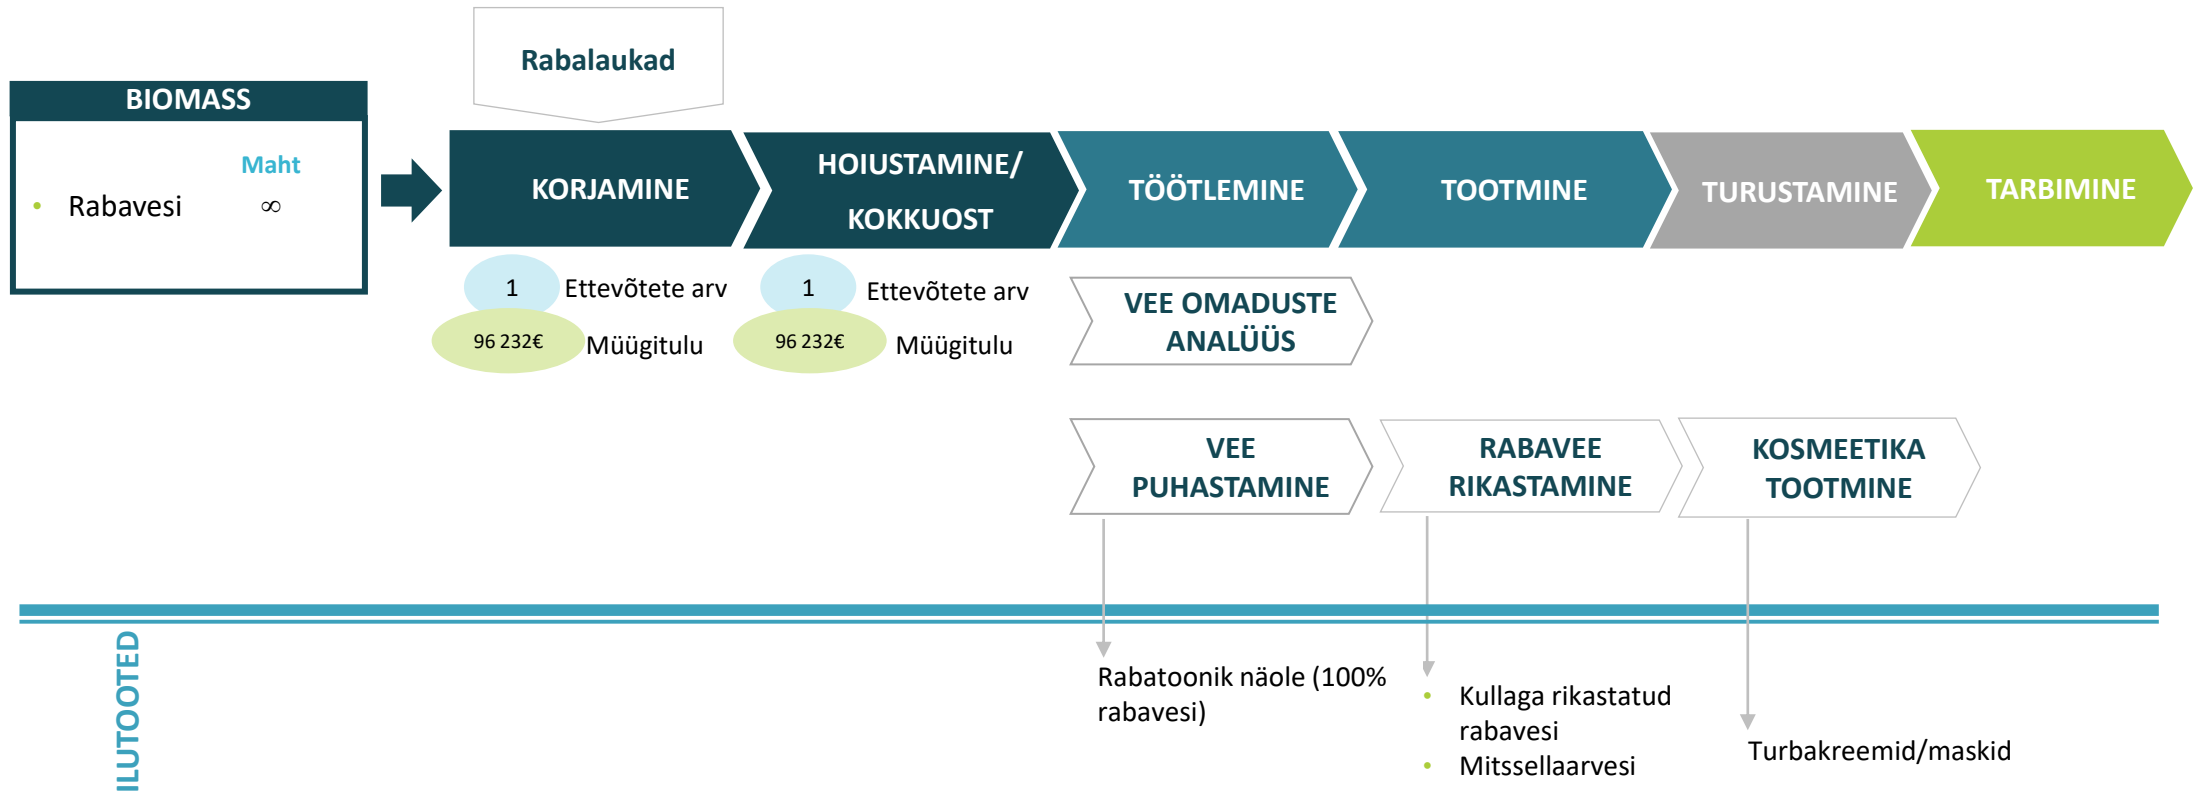 Rabalaukad
BIOMASS
Maht
• Rabavesi ∞
KORJAMINE
HOIUSTAMINE/
KOKKUOST
TÖÖTLEMINE
TOOTMINE
TURUSTAMINE
TARBIMINE
1 Ettevõtete arv
96 232€ Müügitulu
1 Ettevõtete arv
96 232€ Müügitulu
VEE OMADUSTE
ANALÜÜS
VEE
PUHASTAMINE
RABAVEE
RIKASTAMINE
KOSMEETIKA
TOOTMINE
ILUTOOTED
Rabatoonik näole (100%
rabavesi)
• Kullaga rikastatud
rabavesi
• Mitssellaarvesi
Turbakreemid/maskid